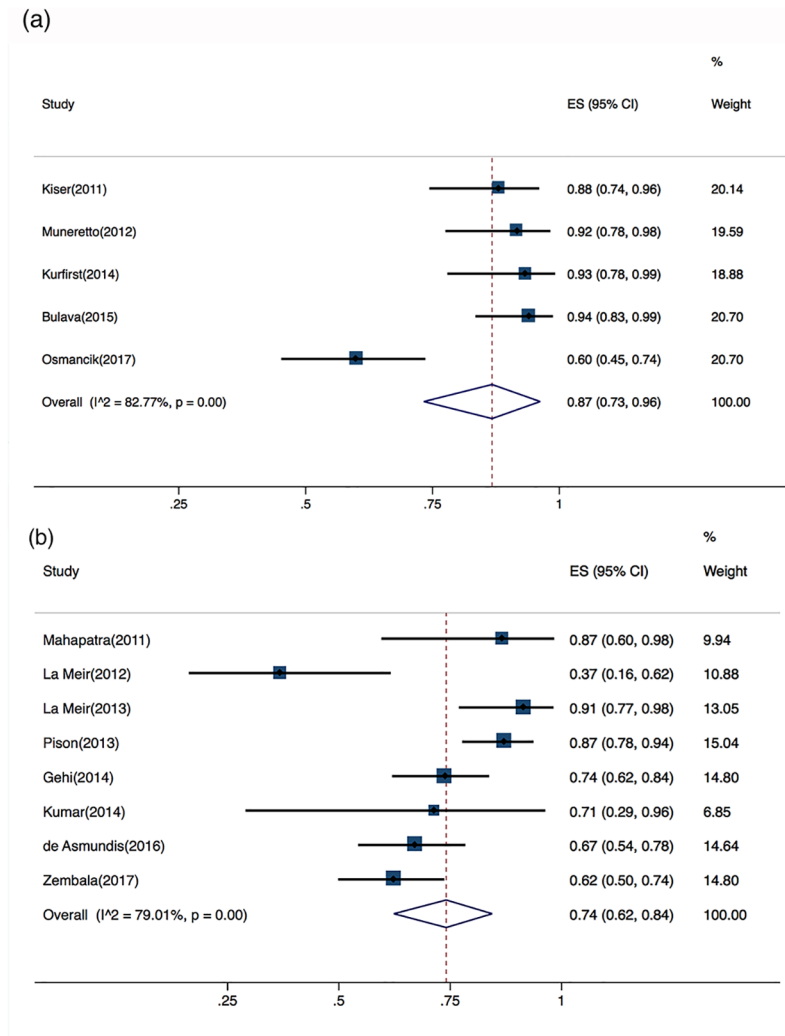 (a)
%
Study ES (95% CI) Weight
Kiser(2011) 0.88 (0.74, 0.96) 20.14
Muneretto(2012) 0.92 (0.78, 0.98) 19.59
Kurfirst(2014) 0.93 (0.78, 0.99) 18.88
Bulava(2015) 0.94 (0.83, 0.99) 20.70
Osmancik(2017) 0.60 (0.45, 0.74) 20.70
Overall (I^2 = 82.77%, p = 0.00) 0.87 (0.73, 0.96) 100.00
.25 .5 .75 1
(b)
%
Study ES (95% CI) Weight
Mahapatra(2011) 0.87 (0.60, 0.98) 9.94
La Meir(2012) 0.37 (0.16, 0.62) 10.88
La Meir(2013) 0.91 (0.77, 0.98) 13.05
Pison(2013) 0.87 (0.78, 0.94) 15.04
Gehi(2014) 0.74 (0.62, 0.84) 14.80
Kumar(2014) 0.71 (0.29, 0.96) 6.85
de Asmundis(2016) 0.67 (0.54, 0.78) 14.64
Zembala(2017) 0.62 (0.50, 0.74) 14.80
Overall (I^2 = 79.01%, p = 0.00) 0.74 (0.62, 0.84) 100.00
.25 .5 .75 1